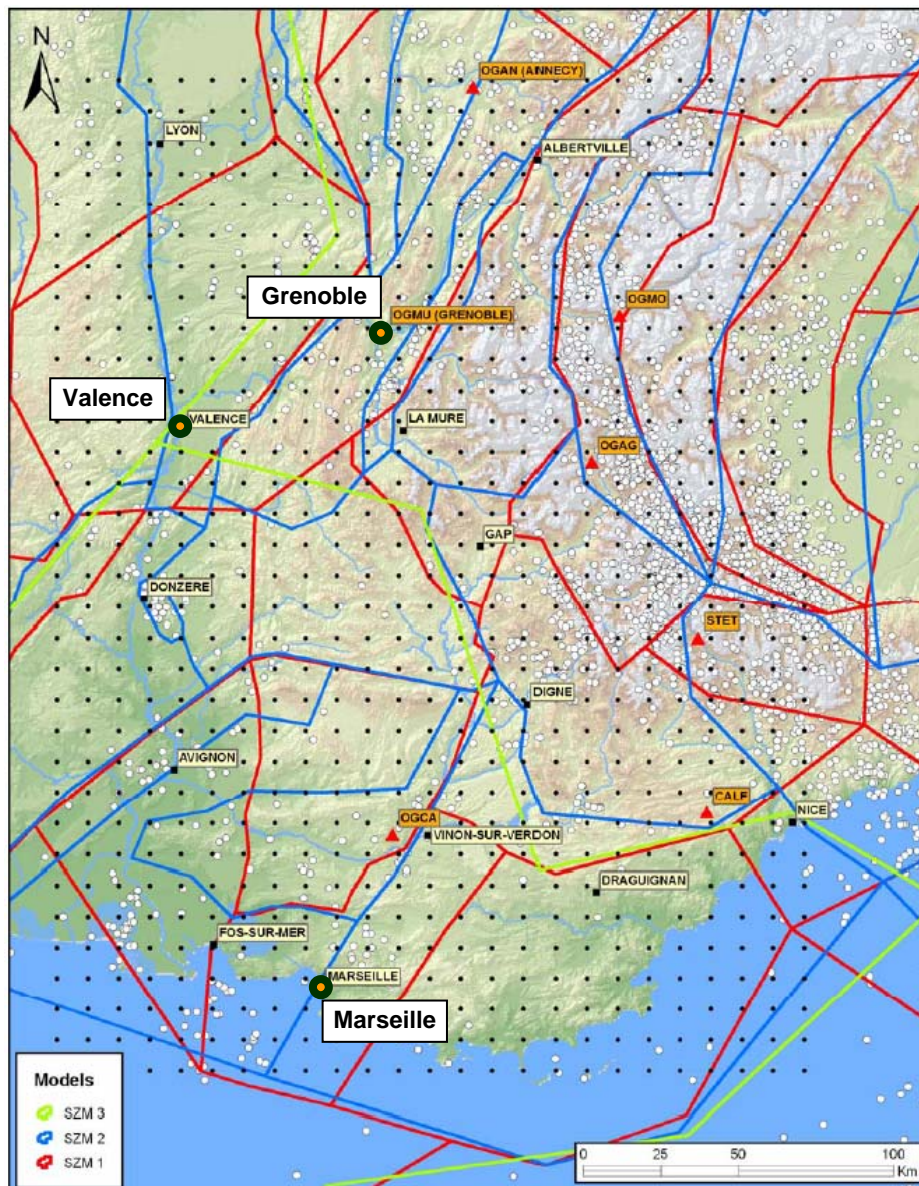 N
OGAN (AINNECY)
LYON
ALBERTVILLE
Grenoble
OGMO
OGMU (GRENOBLE)
Valence
VALENCE
LA MURE
OGAG
GAP
DONZERE
STET
DIGNE
AVIGNON
OGCA
CALF
NICE
VINON-SUR-VERDON
DRAGUIGNAN
FOS-SUR-MER
MARSEILLE
Marseille
Models
SZM 3
SZM 2
SZM 1
0 25 50 100
Km